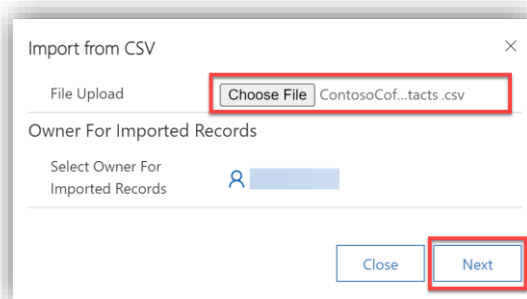 Import from CSV
File Upload
Choose File ContosoCof...tacts .csv
Owner For Imported Records
Select Owner For
Imported Records
Close Next